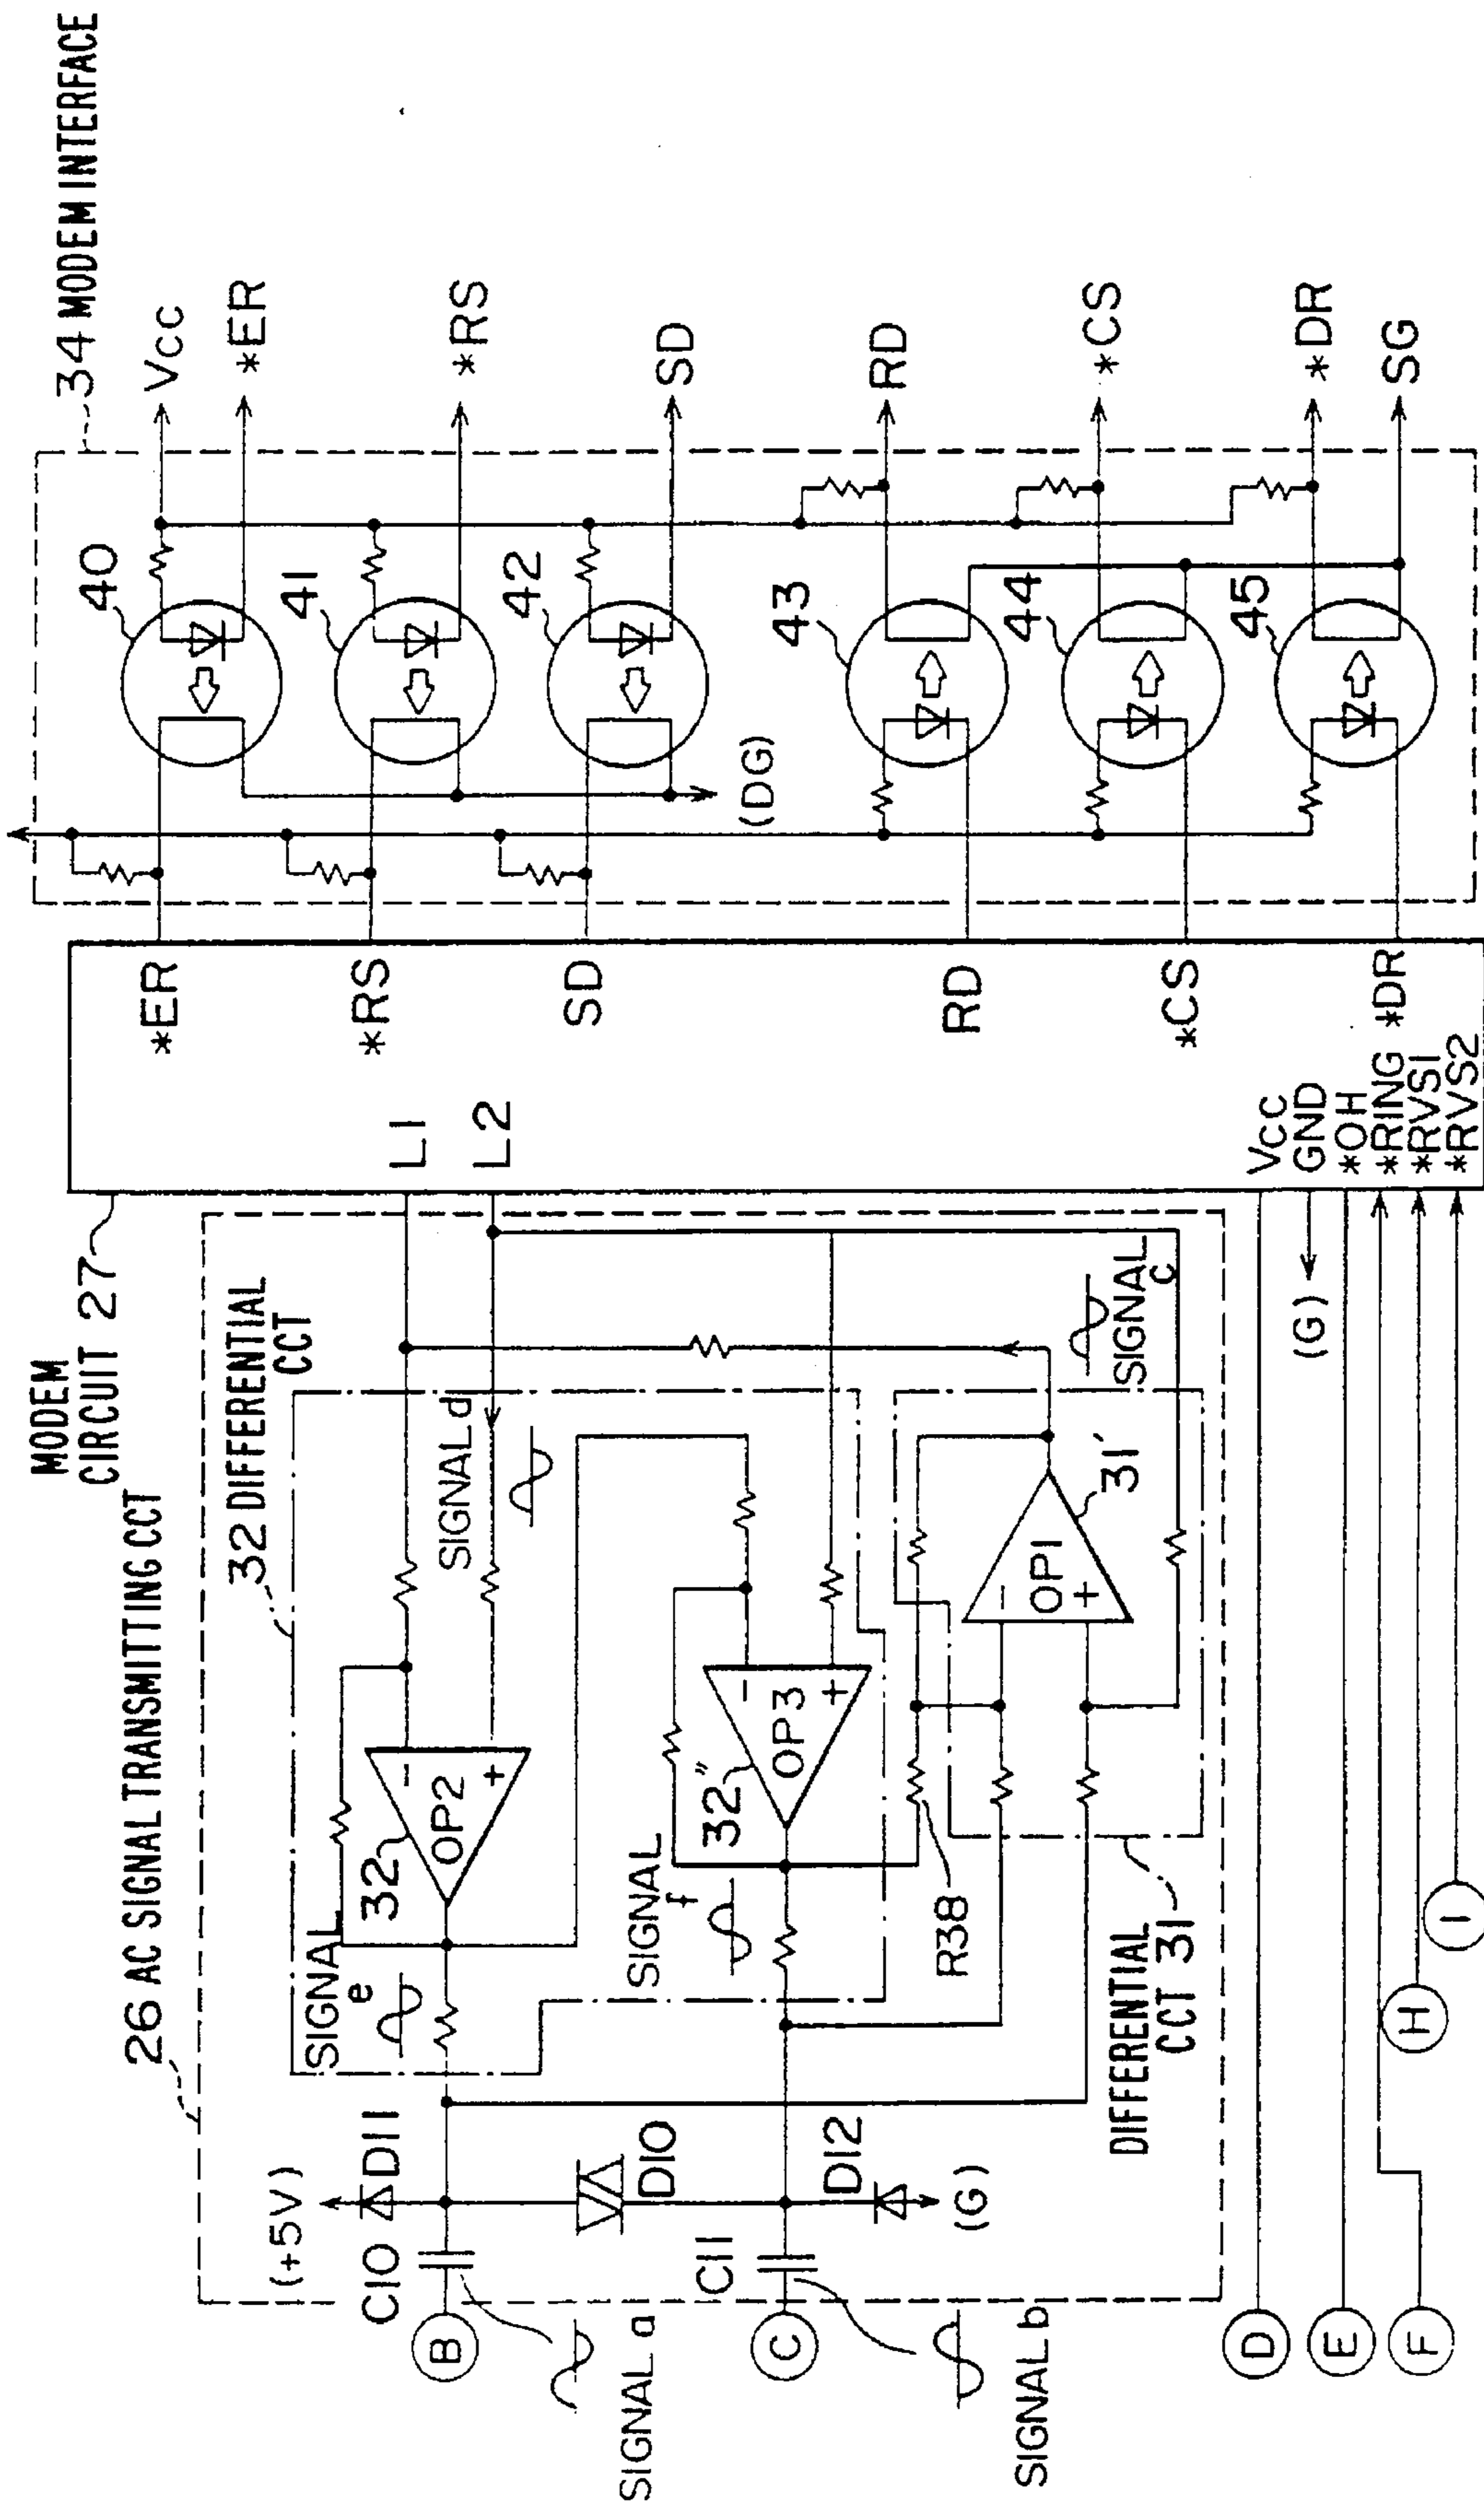 34 MODEM INTERFACE
Vcc
*ER
*RS
SD
RD
*CS
*DR
SG
40
41
42
43
44
45
(DG)
*ER
*RS
SD
RD
*CS
*DR
L1
L2
Vcc
GND
*OH
*RING
*RVS1
*RVS2
MODEM
CIRCUIT 27
26 AC SIGNAL TRANSMITTING CCT
32 DIFFERENTIAL
CCT
SIGNAL d
SIGNAL
c
(G)
OP1
-
+
31'
OP2
-
+
32
OP3
-
+
32"
SIGNAL
e
SIGNAL
f
R38
DIFFERENTIAL
CCT 31
(+5V)
D11
C10
D10
D12
C11
(G)
B
C
D
E
F
H
I
SIGNAL a
SIGNAL b